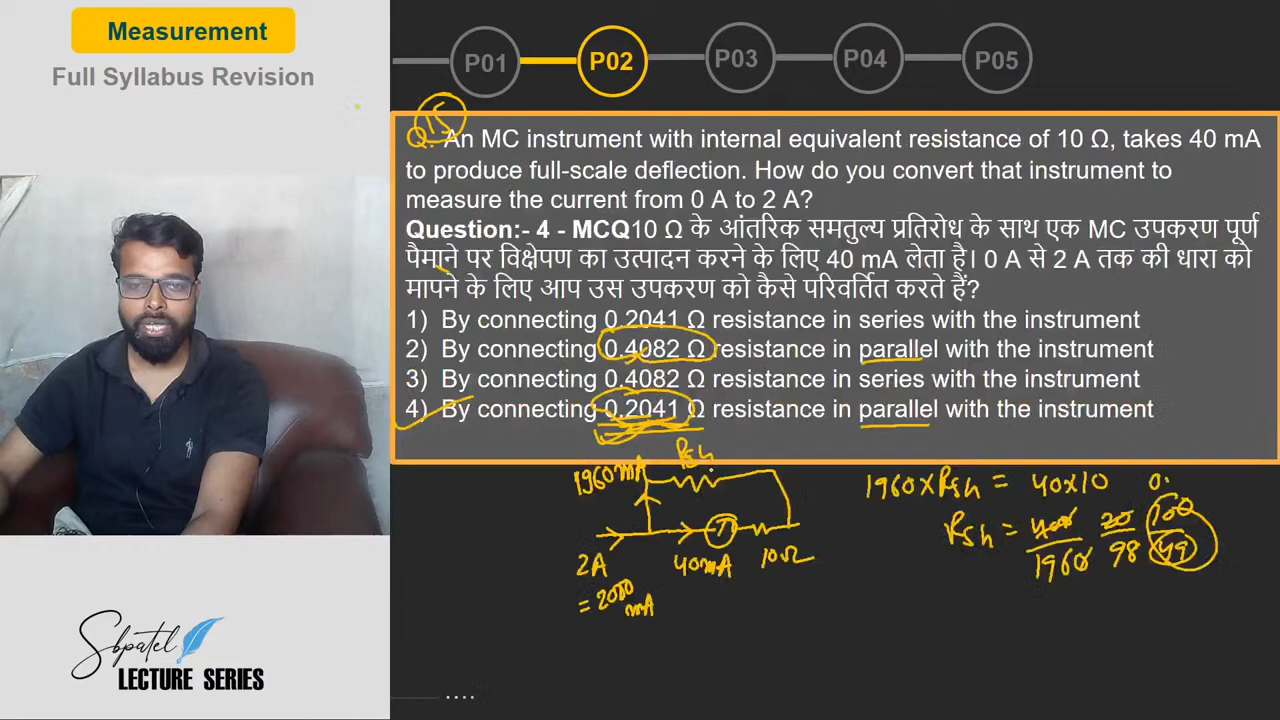 Measurement
Full Syllabus Revision
P01
P02
P03
P04
P05
15
Q. An MC instrument with internal equivalent resistance of 10 Ω, takes 40 mA
to produce full-scale deflection. How do you convert that instrument to
measure the current from 0 A to 2 A?
Question:- 4 - MCQ10 Ω के आंतरिक समतुल्य प्रतिरोध के साथ एक MC उपकरण पूर्ण
पैमाने पर विक्षेपण का उत्पादन करने के लिए 40 mA लेता है। 0 A से 2 A तक की धारा को
मापने के लिए आप उस उपकरण को कैसे परिवर्तित करते हैं?
1) By connecting 0.2041 Ω resistance in series with the instrument
2) By connecting 0.4082 Ω resistance in parallel with the instrument
3) By connecting 0.4082 Ω resistance in series with the instrument
4) By connecting 0.2041 Ω resistance in parallel with the instrument
Rsh
1960mA
2A
40mA
10Ω
= 2000
mA
1960×Rsh = 40×10
0.
Rsh = 400/1960 20/98 10/49
Sbpatel
LECTURE SERIES
....